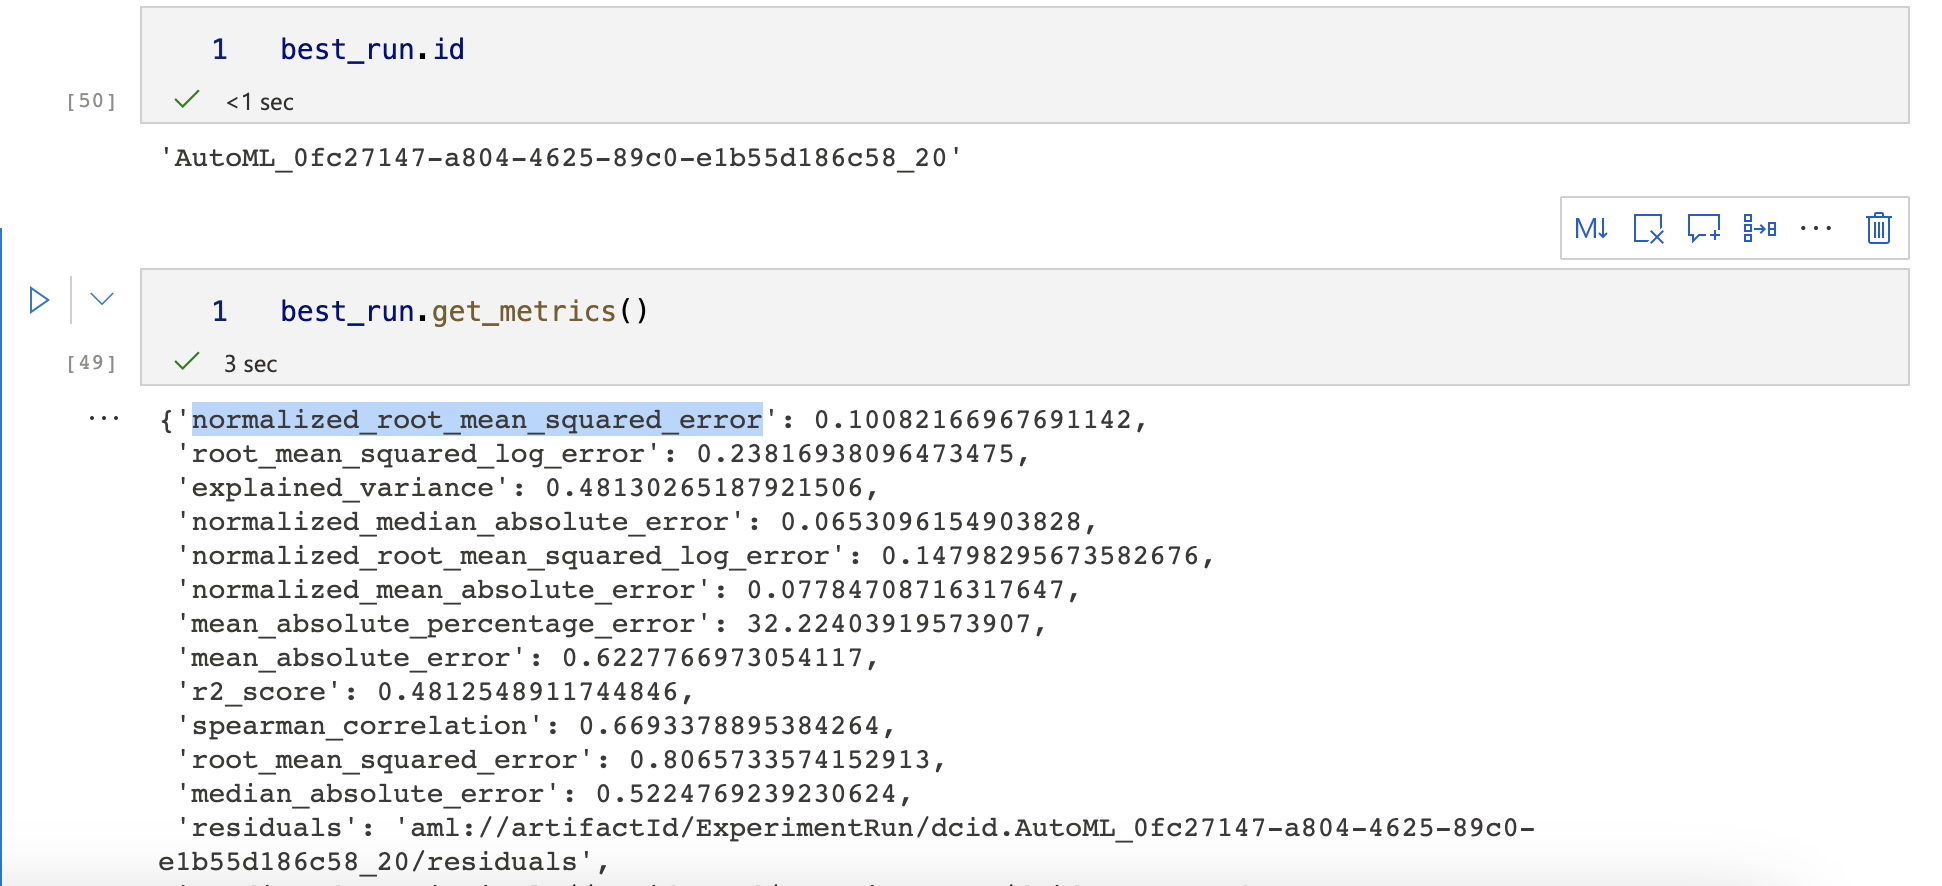 1 best_run.id
[50] <1 sec
'AutoML_0fc27147-a804-4625-89c0-e1b55d186c58_20'
M↓ ···
1 best_run.get_metrics()
[49] 3 sec
··· {'normalized_root_mean_squared_error': 0.10082166967691142,
'root_mean_squared_log_error': 0.23816938096473475,
'explained_variance': 0.48130265187921506,
'normalized_median_absolute_error': 0.0653096154903828,
'normalized_root_mean_squared_log_error': 0.14798295673582676,
'normalized_mean_absolute_error': 0.07784708716317647,
'mean_absolute_percentage_error': 32.22403919573907,
'mean_absolute_error': 0.6227766973054117,
'r2_score': 0.4812548911744846,
'spearman_correlation': 0.6693378895384264,
'root_mean_squared_error': 0.8065733574152913,
'median_absolute_error': 0.5224769239230624,
'residuals': 'aml://artifactId/ExperimentRun/dcid.AutoML_0fc27147-a804-4625-89c0-
e1b55d186c58_20/residuals',